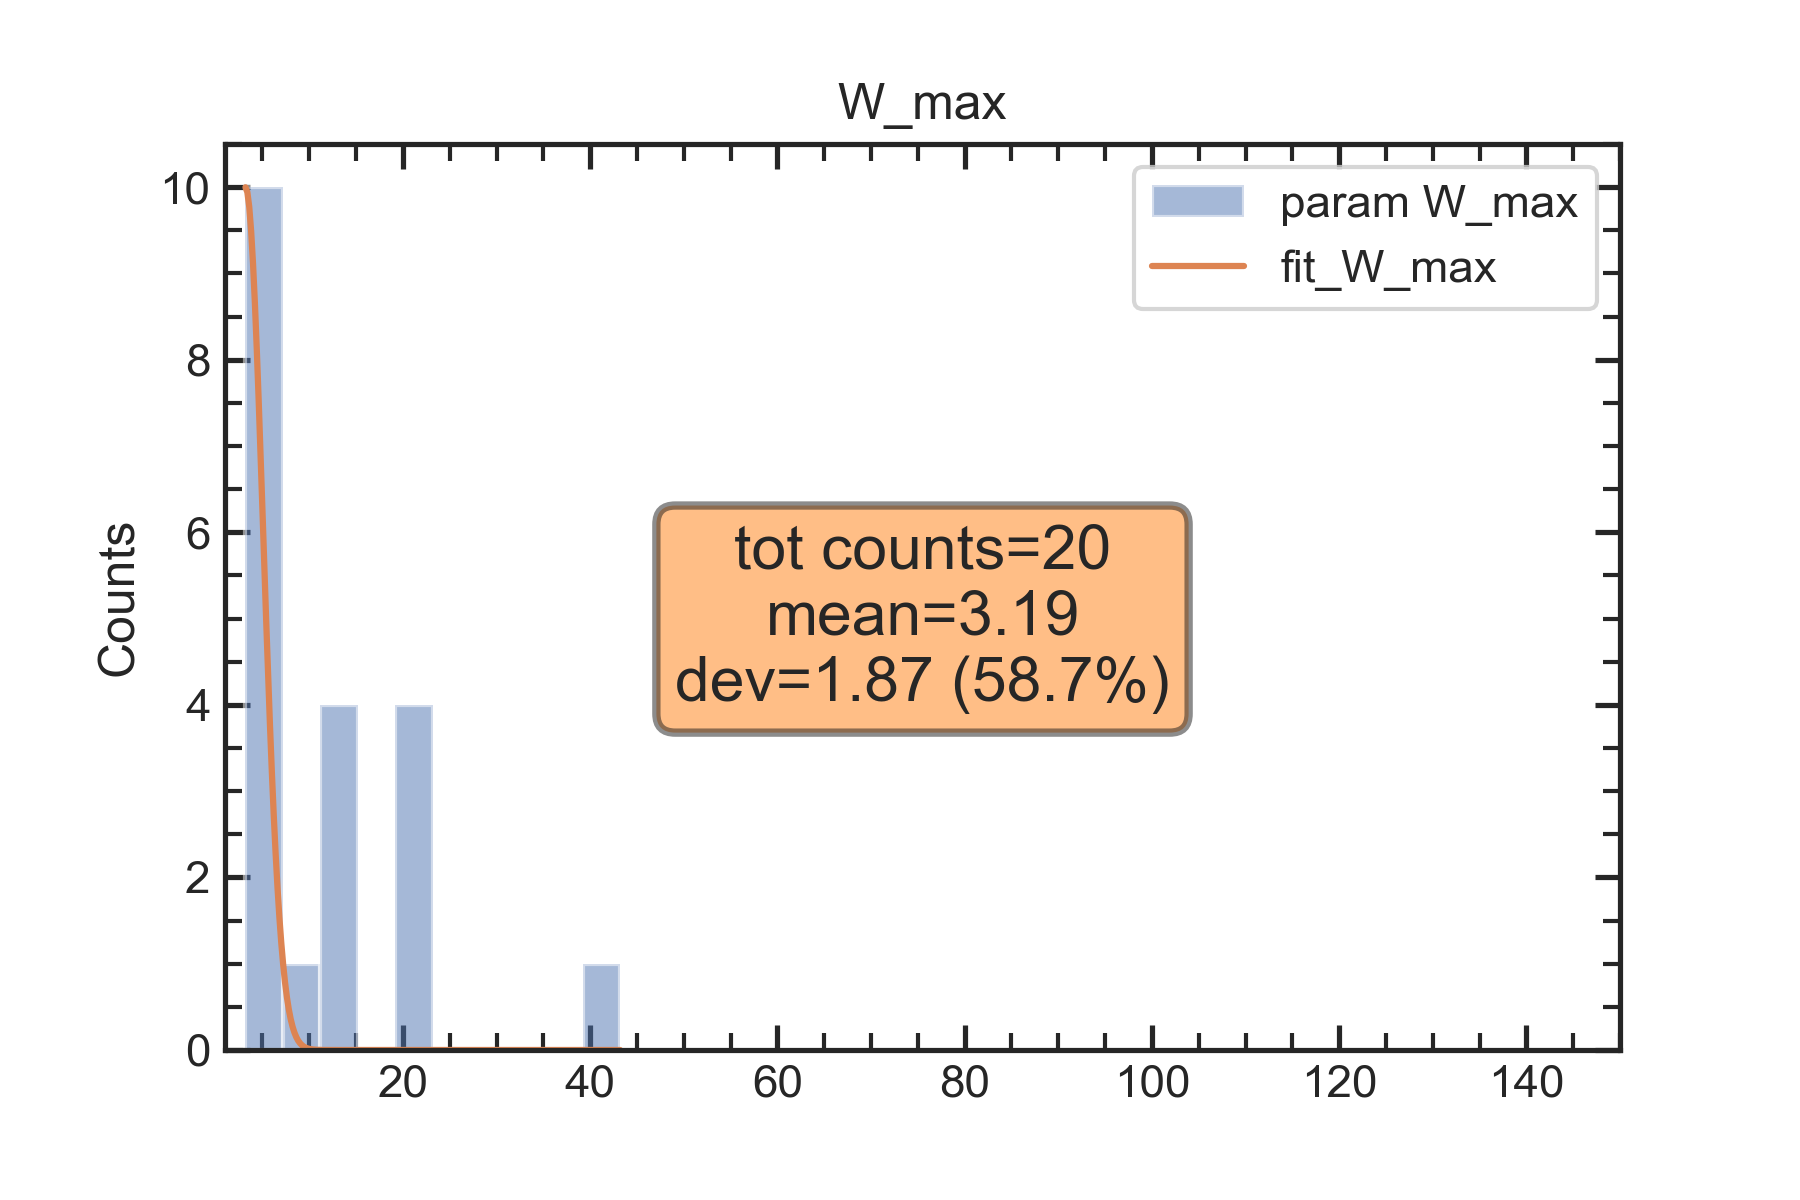 W_max
10
8
6
4
2
0
Counts
param W_max
fit_W_max
tot counts=20
mean=3.19
dev=1.87 (58.7%)
20 40 60 80 100 120 140